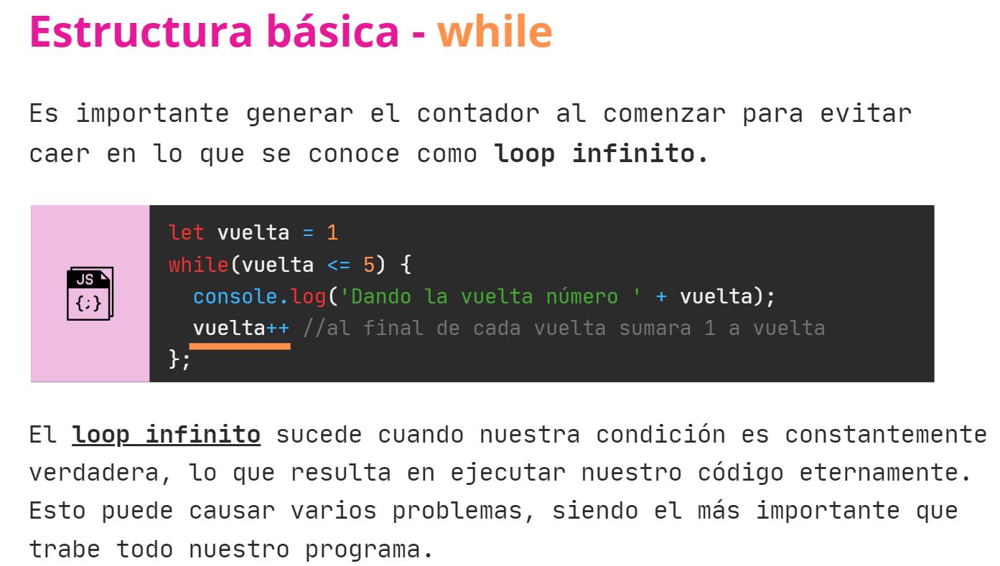 Estructura básica - while
Es importante generar el contador al comenzar para evitar
caer en lo que se conoce como loop infinito.
let vuelta = 1
while(vuelta <= 5) {
JS
console.log('Dando la vuelta número ' + vuelta);
{;}
vuelta++ //al final de cada vuelta sumara 1 a vuelta
};
El loop infinito sucede cuando nuestra condición es constantemente
verdadera, lo que resulta en ejecutar nuestro código eternamente.
Esto puede causar varios problemas, siendo el más importante que
trabe todo nuestro programa.